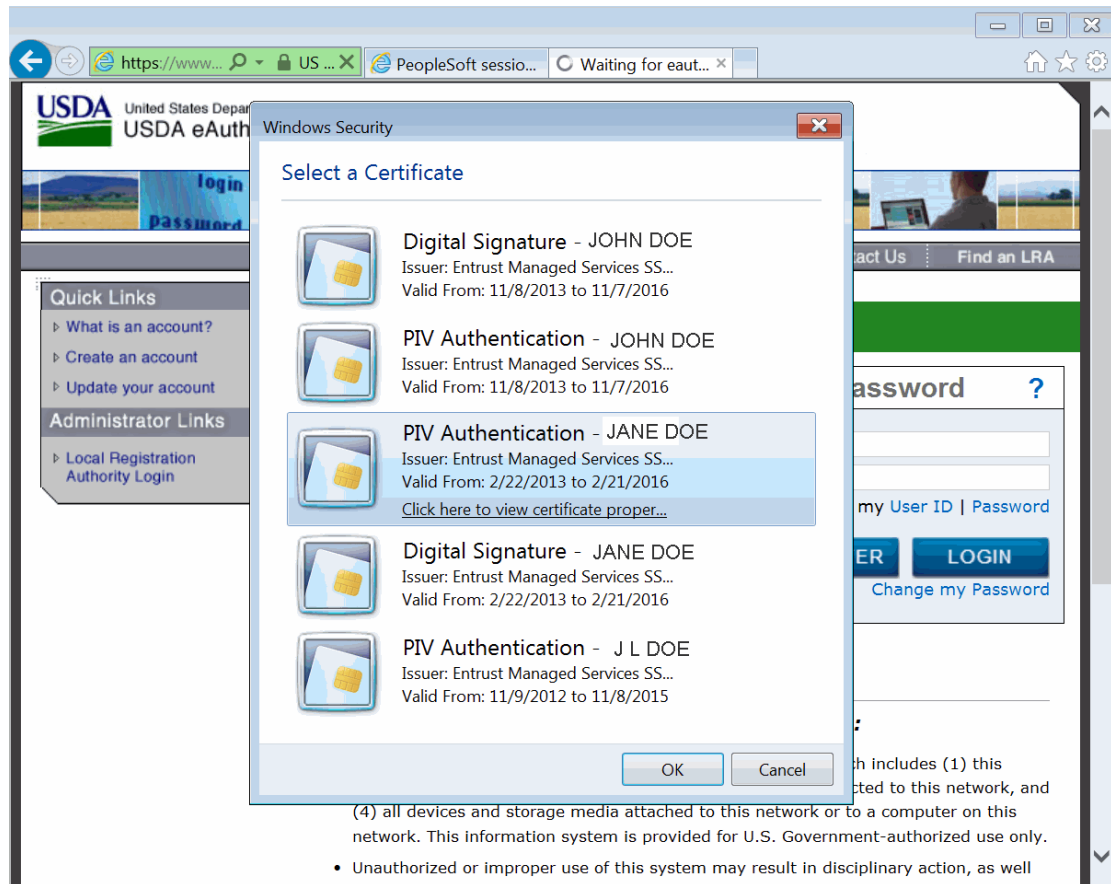 https://www...
US ...
PeopleSoft sessio...
Waiting for eaut...
USDA
United States Depar
USDA eAuth
Windows Security
Select a Certificate
login
password
Digital Signature - JOHN DOE
Issuer: Entrust Managed Services SS...
Valid From: 11/8/2013 to 11/7/2016
PIV Authentication - JOHN DOE
Issuer: Entrust Managed Services SS...
Valid From: 11/8/2013 to 11/7/2016
PIV Authentication - JANE DOE
Issuer: Entrust Managed Services SS...
Valid From: 2/22/2013 to 2/21/2016
Click here to view certificate proper...
Digital Signature - JANE DOE
Issuer: Entrust Managed Services SS...
Valid From: 2/22/2013 to 2/21/2016
PIV Authentication - J L DOE
Issuer: Entrust Managed Services SS...
Valid From: 11/9/2012 to 11/8/2015
OK
Cancel
tact Us
Find an LRA
Quick Links
What is an account?
Create an account
Update your account
Administrator Links
Local Registration
Authority Login
assword ?
my User ID | Password
ER
LOGIN
Change my Password
:
ch includes (1) this
cted to this network, and
(4) all devices and storage media attached to this network or to a computer on this
network. This information system is provided for U.S. Government-authorized use only.
• Unauthorized or improper use of this system may result in disciplinary action, as well